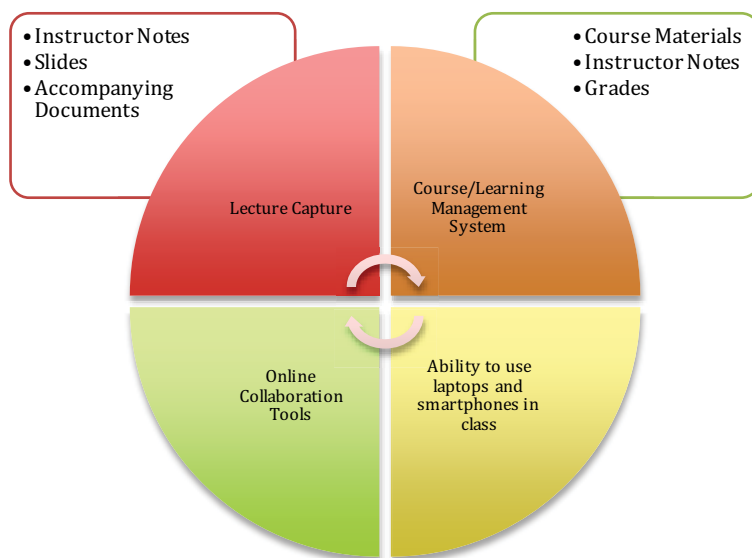 • Instructor Notes
• Slides
• Accompanying
Documents
• Course Materials
• Instructor Notes
• Grades
Lecture Capture
Course/Learning
Management
System
Online
Collaboration
Tools
Ability to use
laptops and
smartphones in
class